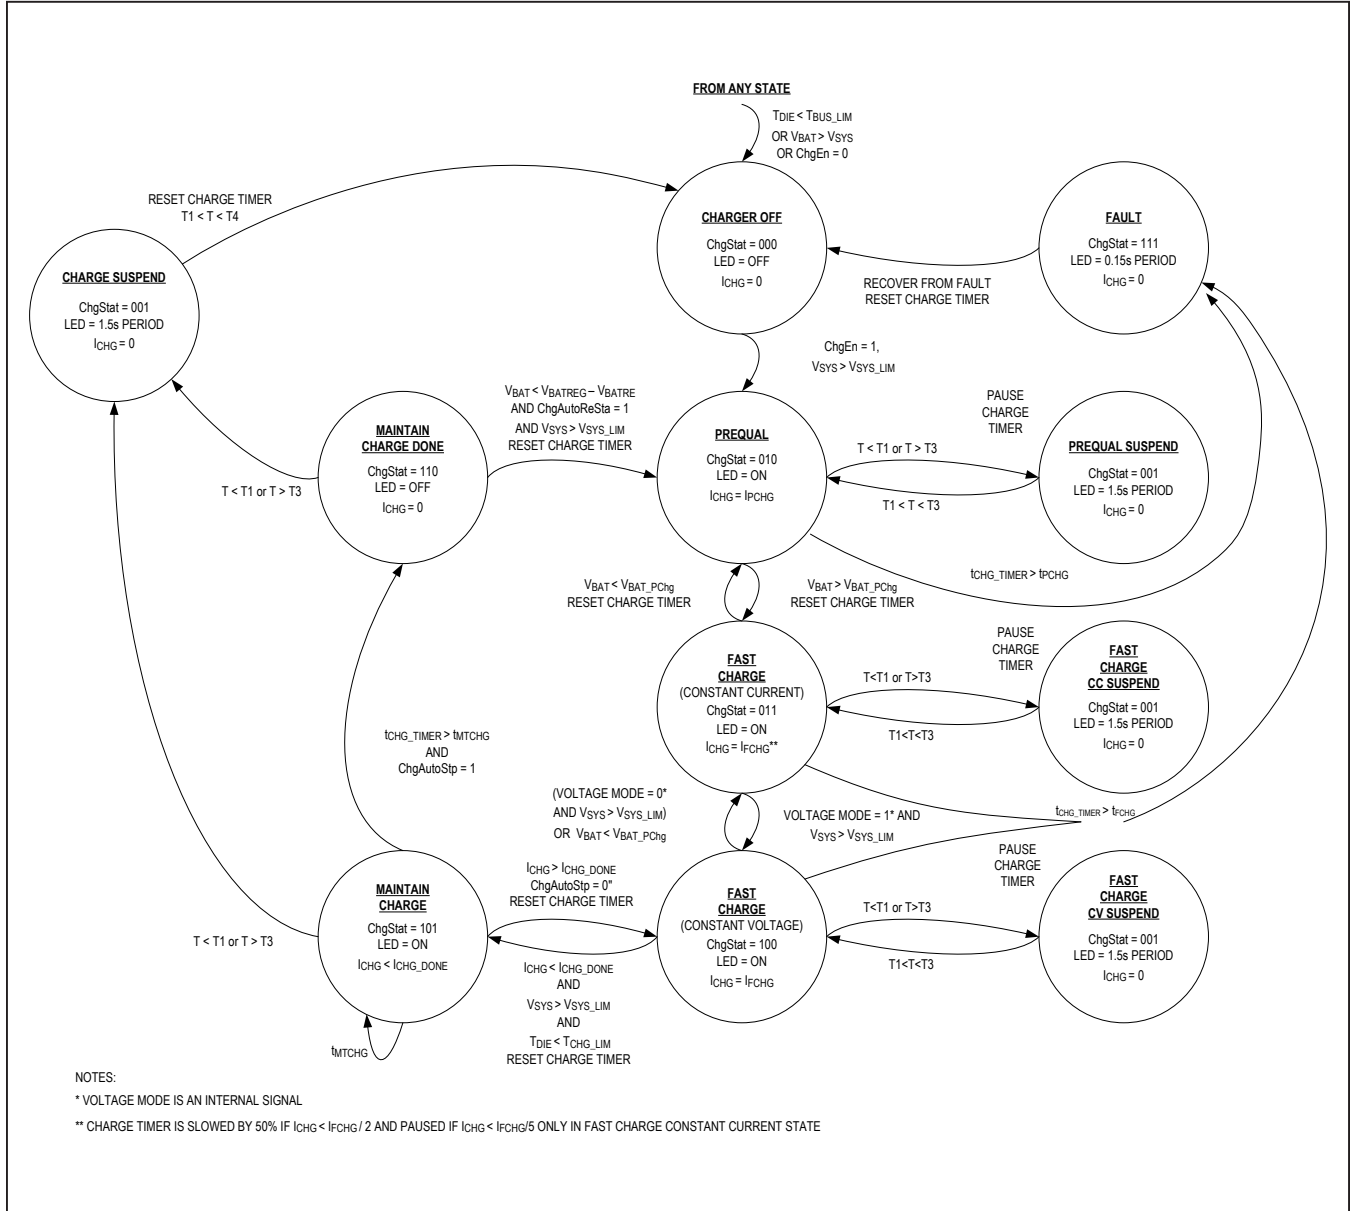 FROM ANY STATE
TDIE < TBUS_LIM
OR VBAT > VSYS
OR ChgEn = 0
RESET CHARGE TIMER
T1 < T < T4
CHARGER OFF
ChgStat = 000
LED = OFF
ICHG = 0
FAULT
ChgStat = 111
LED = 0.15s PERIOD
ICHG = 0
RECOVER FROM FAULT
RESET CHARGE TIMER
CHARGE SUSPEND
ChgStat = 001
LED = 1.5s PERIOD
ICHG = 0
ChgEn = 1,
VSYS > VSYS_LIM
VBAT < VBATREG – VBATRE
AND ChgAutoReSta = 1
AND VSYS > VSYS_LIM
RESET CHARGE TIMER
PAUSE
CHARGE
TIMER
MAINTAIN
CHARGE DONE
ChgStat = 110
LED = OFF
ICHG = 0
PREQUAL
ChgStat = 010
LED = ON
ICHG = IPCHG
T < T1 or T > T3
T1 < T < T3
PREQUAL SUSPEND
ChgStat = 001
LED = 1.5s PERIOD
ICHG = 0
T < T1 or T > T3
tCHG_TIMER > tPCHG
VBAT < VBAT_PChg
RESET CHARGE TIMER
VBAT > VBAT_PChg
RESET CHARGE TIMER
PAUSE
CHARGE
TIMER
FAST
CHARGE
(CONSTANT CURRENT)
ChgStat = 011
LED = ON
ICHG = IFCHG**
T<T1 or T>T3
T1<T<T3
FAST
CHARGE
CC SUSPEND
ChgStat = 001
LED = 1.5s PERIOD
ICHG = 0
tCHG_TIMER > tMTCHG
AND
ChgAutoStp = 1
(VOLTAGE MODE = 0*
AND VSYS > VSYS_LIM)
OR VBAT < VBAT_PChg
VOLTAGE MODE = 1* AND
VSYS > VSYS_LIM
tCHG_TIMER > tFCHG
PAUSE
CHARGE
TIMER
ICHG > ICHG_DONE
ChgAutoStp = 0"
RESET CHARGE TIMER
MAINTAIN
CHARGE
ChgStat = 101
LED = ON
ICHG < ICHG_DONE
FAST
CHARGE
(CONSTANT VOLTAGE)
ChgStat = 100
LED = ON
ICHG = IFCHG
T<T1 or T>T3
T1<T<T3
FAST
CHARGE
CV SUSPEND
ChgStat = 001
LED = 1.5s PERIOD
ICHG = 0
T < T1 or T > T3
ICHG < ICHG_DONE
AND
VSYS > VSYS_LIM
AND
TDIE < TCHG_LIM
RESET CHARGE TIMER
tMTCHG
NOTES:
* VOLTAGE MODE IS AN INTERNAL SIGNAL
** CHARGE TIMER IS SLOWED BY 50% IF ICHG < IFCHG / 2 AND PAUSED IF ICHG < IFCHG/5 ONLY IN FAST CHARGE CONSTANT CURRENT STATE